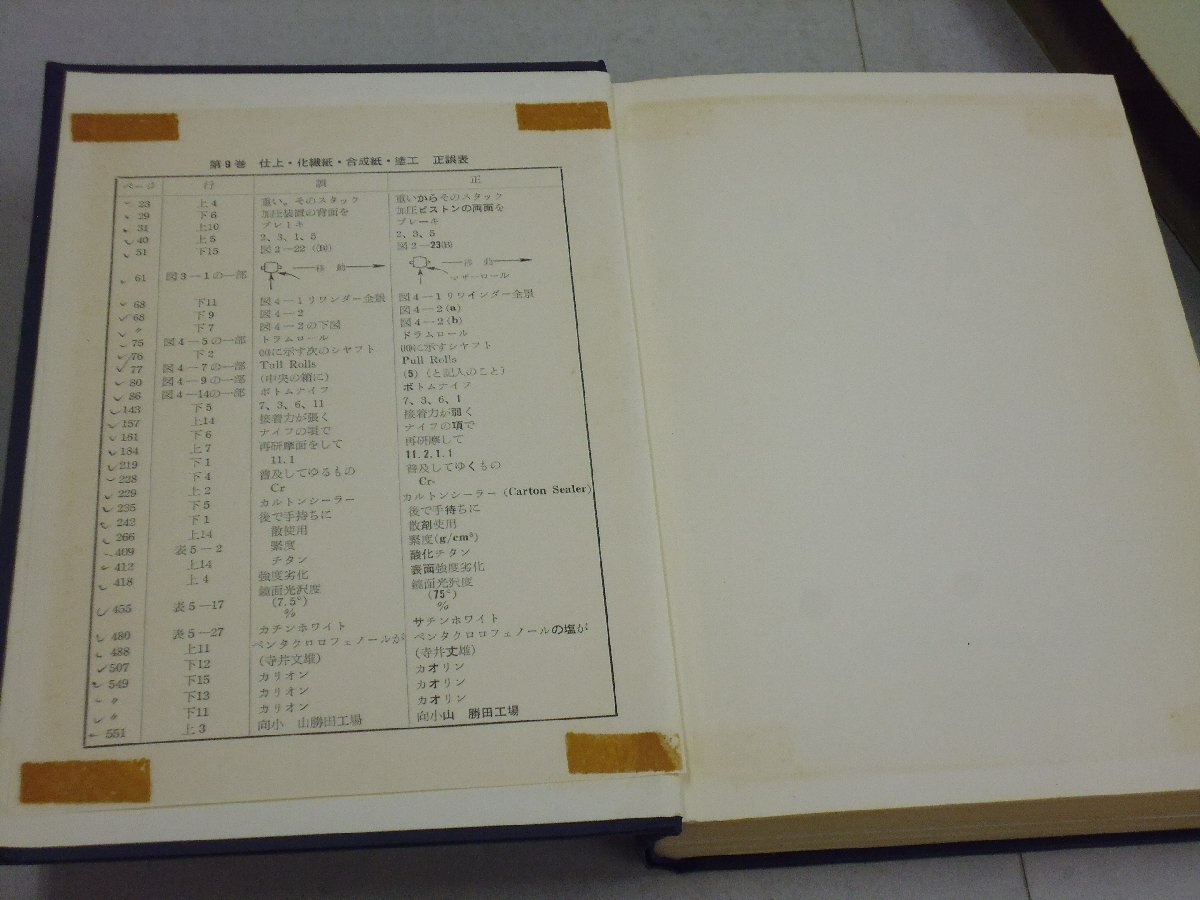 第9巻 仕上・化繊紙・合成紙・塗工 正誤表
ページ 行 誤 正
23 上4 重い。そのスタック 重いからそのスタック
29 下6 加圧装置の背面を 加圧ピストンの両面を
31 上10 ブレ1キ ブレーキ
40 上5 2、3、1、5 2、3、5
51 下15 図2―22 図2―23(B)
61 図3―1の一部 移動 移動 マザーロール
68 下11 図4―1リワンダー全景 図4―1リワインダー全景
68 下9 図4―2 図4―2(a)
〃 下7 図4―2の下図 図4―2(b)
75 図4―5の一部 トラムロール ドラムロール
76 下2 に示す次のシャフト に示すシャフト
77 図4―7の一部 Tull Rolls Pull Rolls
80 図4―9の一部 (中央の箱に) (5)(と記入のこと)
86 図4―14の一部 ポトムナイフ ボトムナイフ
143 下5 7、3、6、11 7、3、6、1
157 上14 接着力が張く 接着力が弱く
161 下6 ナイフの項で ナイフの項で
184 上7 再研摩面をして 再研摩して
219 下1 11.1 11.2.1.1
228 下4 普及してゆるもの 普及してゆくもの
229 上2 Cr Cr-
235 下5 カルトンシーラー カルトンシーラー(Carton Sealer)
242 下1 後で手持ちに 後で手待ちに
266 上14 散使用 散剤使用
409 表5―2 緊度 緊度(g/cm³)
412 上14 チタン 酸化チタン
418 上4 強度劣化 表面強度劣化
455 表5―17 鏡面光沢度 (7.5°) % 鏡面光沢度 (75°) %
480 表5―27 カチンホワイト サチンホワイト
488 上11 ペンタクロロフェノールが ペンタクロロフェノールの塩が
507 下12 (寺井文雄) (寺井丈雄)
549 下15 カリオン カオリン
〃 下13 カリオン カオリン
〃 下11 カリオン カオリン
551 上3 向小 山勝田工場 向小山 勝田工場